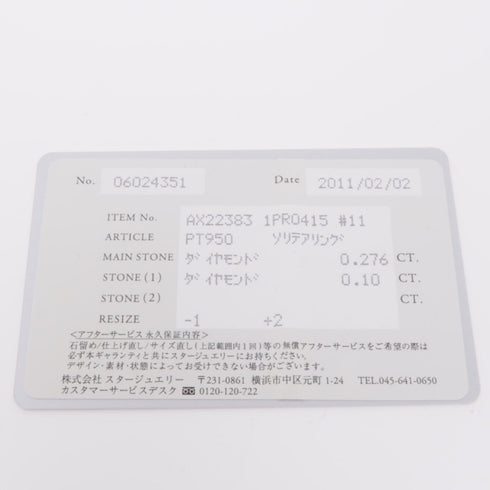 No. 06024351 Date 2011/02/02
ITEM No. AX22383 1PR0415 #11
ARTICLE PT950 ソリテアリング
MAIN STONE ダイヤモンド 0.276 CT.
STONE (1) ダイヤモンド 0.10 CT.
STONE (2) CT.
RESIZE -1 +2
<アフターサービス 永久保証内容>
石留め/仕上げ直し/サイズ直し(上記範囲内1回)等の無償アフターサービスをご希望の際は
必ず本ギャランティと共にスタージュエリーにお持ちください。
デザイン・素材・状態によってお受けできない場合がございます。
株式会社 スタージュエリー 〒231-0861 横浜市中区元町 1-24 TEL.045-641-0650
カスタマーサービスデスク 0120-120-722